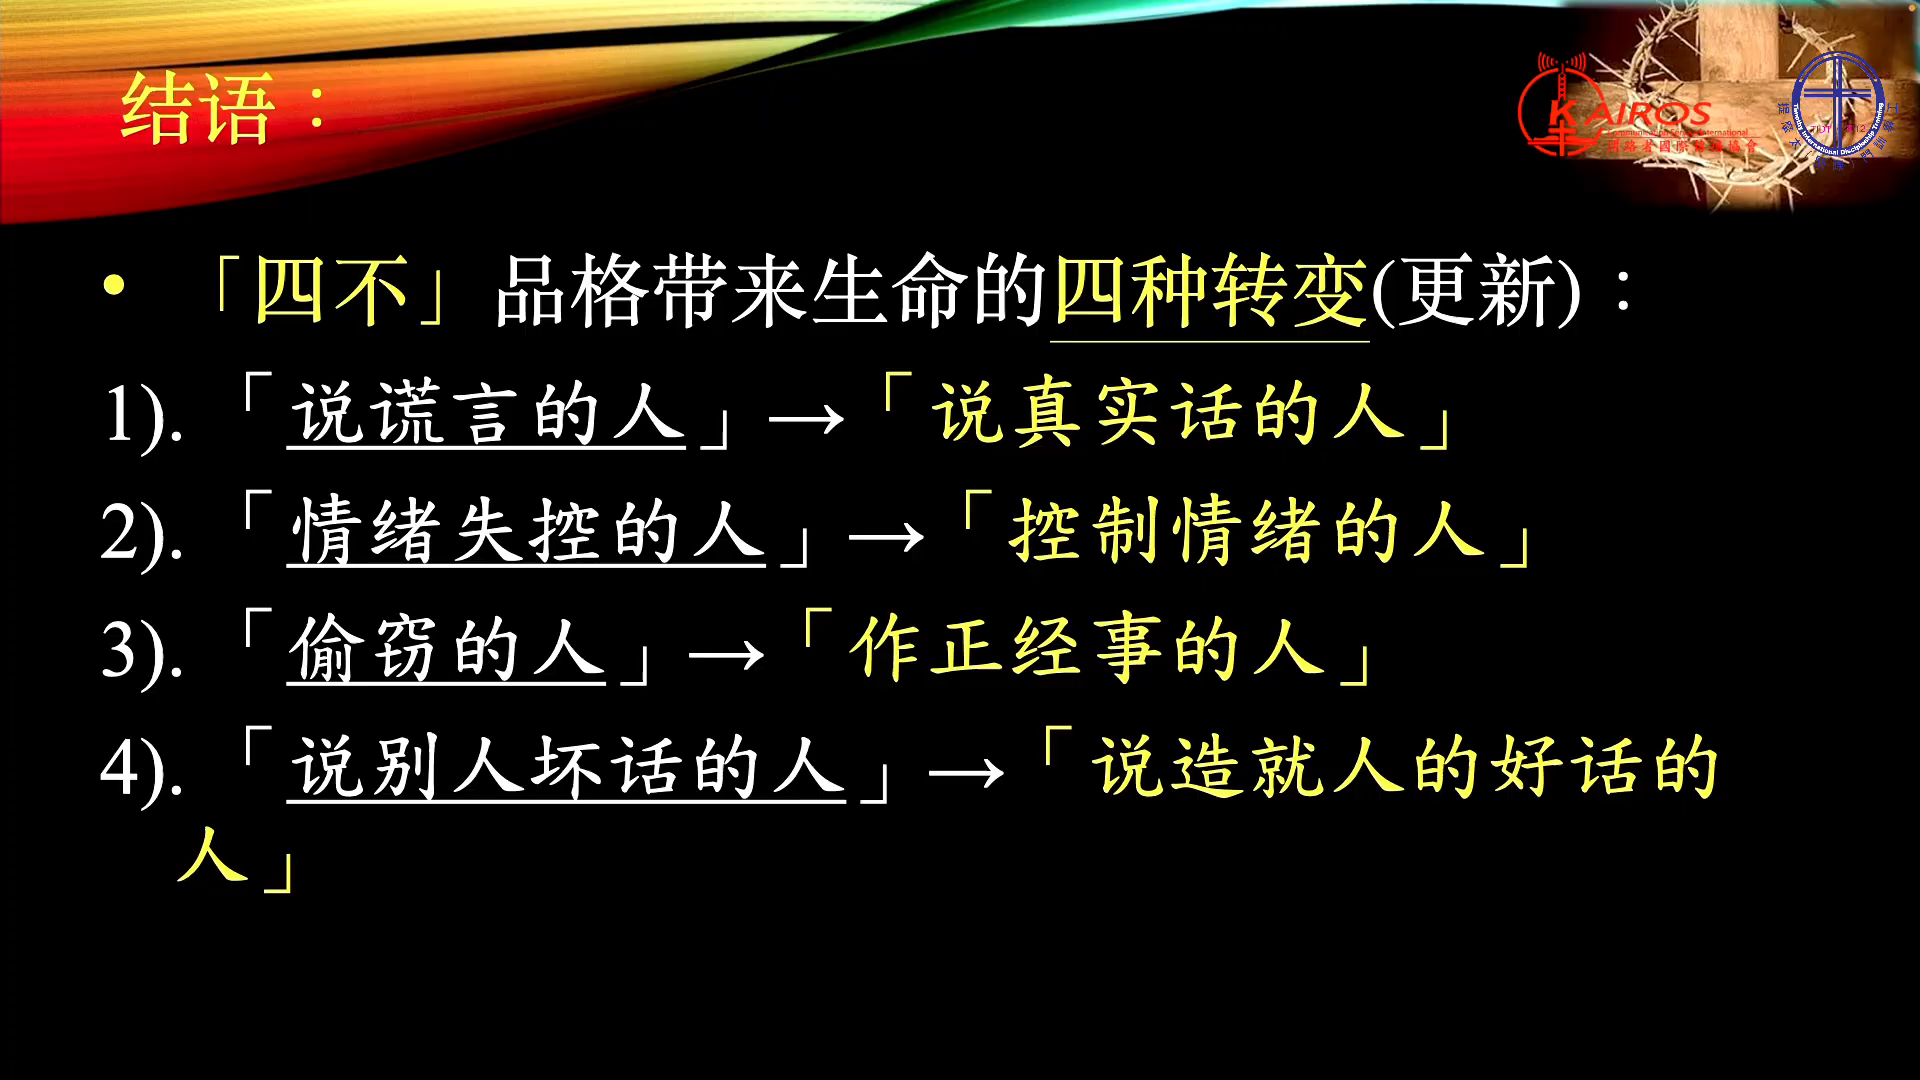 结语：
KAIROS
Communication Service International
• 「四不」品格带来生命的四种转变(更新)：
1). 「说谎言的人」→「说真实话的人」
2). 「情绪失控的人」→「控制情绪的人」
3). 「偷窃的人」→「作正经事的人」
4). 「说别人坏话的人」→「说造就人的好话的
人」